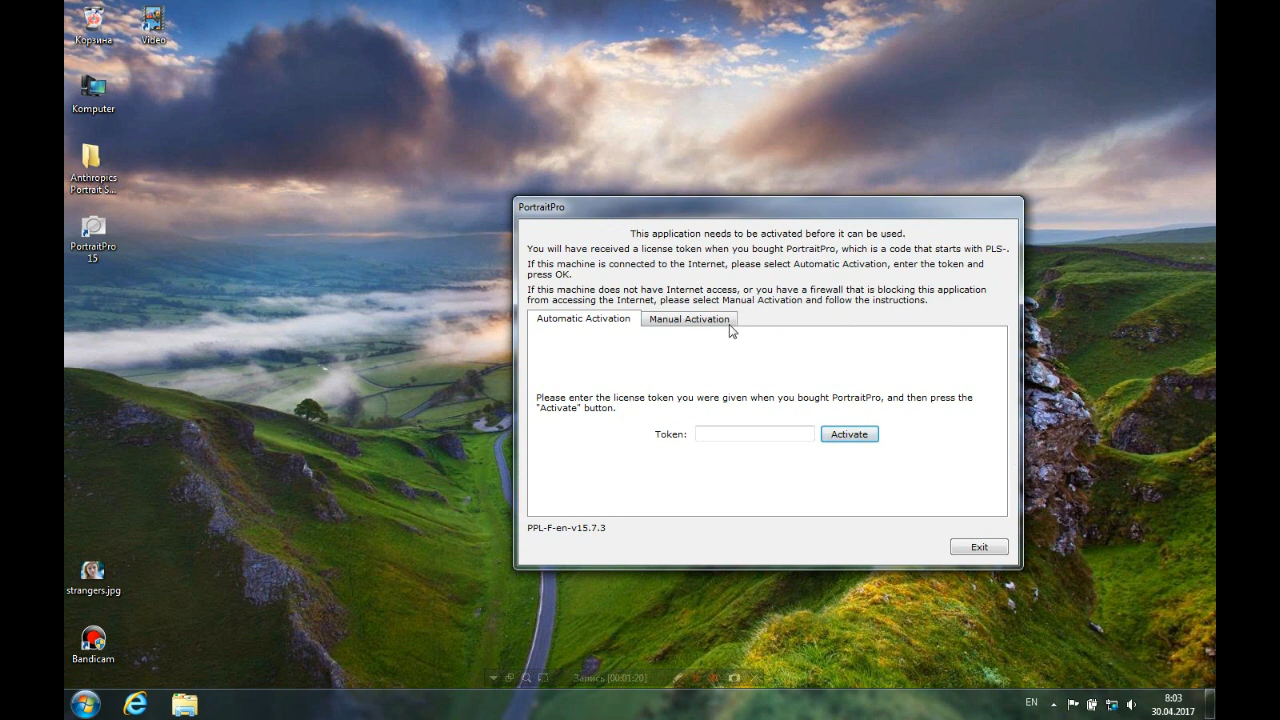 Корзина
Video
Komputer
Anthropics
Portrait S...
PortraitPro
15
strangers.jpg
Bandicam
PortraitPro
This application needs to be activated before it can be used.
You will have received a license token when you bought PortraitPro, which is a code that starts with PLS-.
If this machine is connected to the Internet, please select Automatic Activation, enter the token and
press OK.
If this machine does not have Internet access, or you have a firewall that is blocking this application
from accessing the Internet, please select Manual Activation and follow the instructions.
Automatic Activation
Manual Activation
Please enter the license token you were given when you bought PortraitPro, and then press the
"Activate" button.
Token:
Activate
PPL-F-en-v15.7.3
Exit
Запись [00:01:20]
EN
8:03
30.04.2017